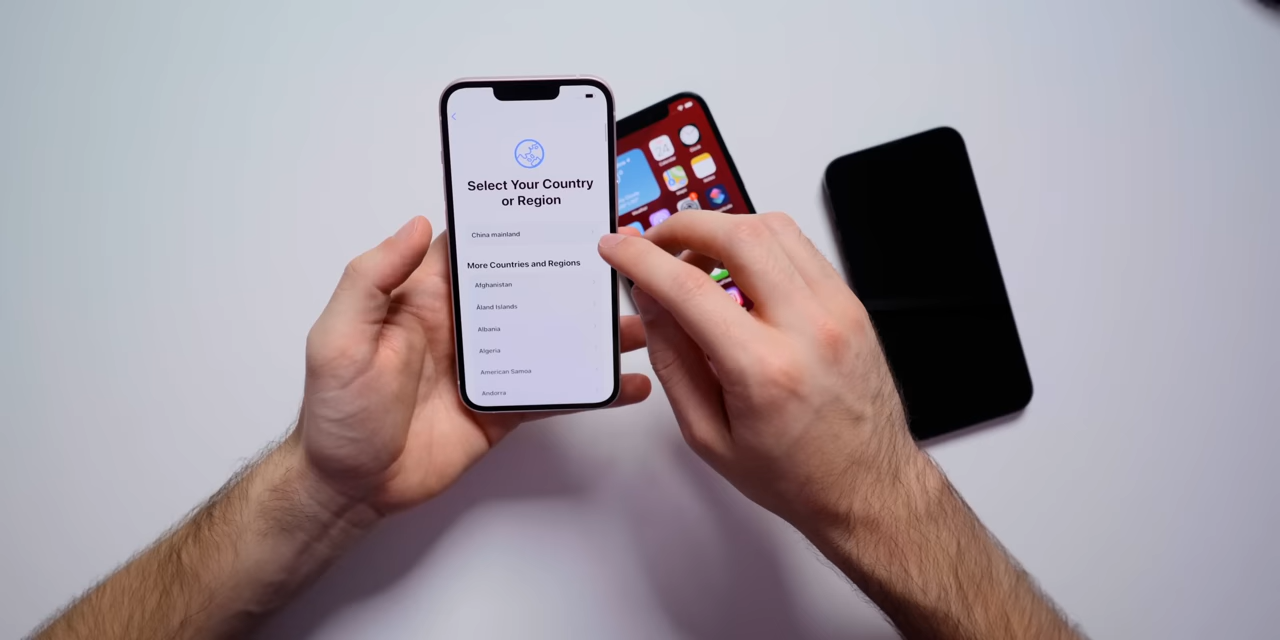 Select Your Country
or Region
China mainland
More Countries and Regions
Afghanistan
Åland Islands
Albania
Algeria
American Samoa
Andorra
24